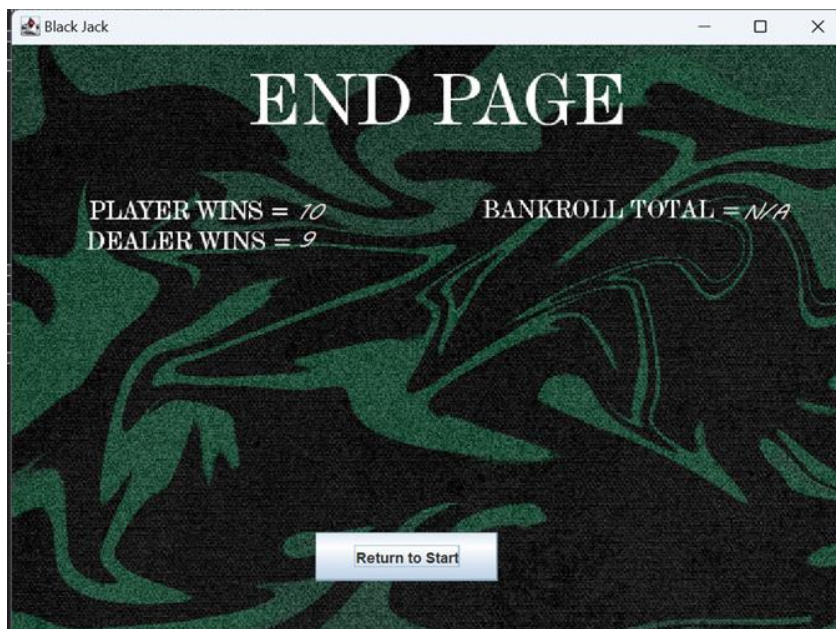 Black Jack
END PAGE
PLAYER WINS = 10
DEALER WINS = 9
BANKROLL TOTAL = N/A
Return to Start